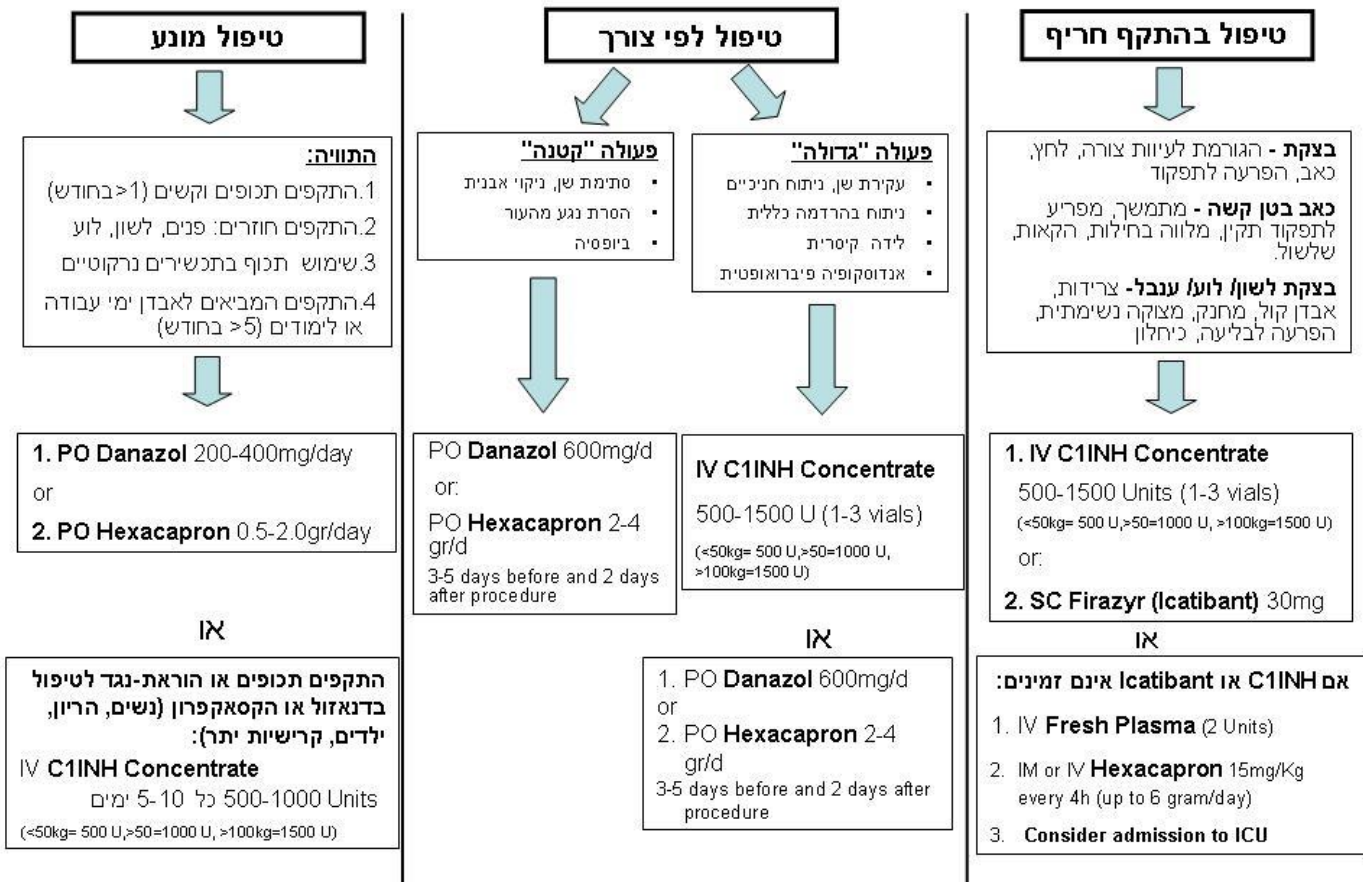 טיפול בהתקף חריף
בצקת - הגורמת לעיוות צורה, לחץ,
כאב, הפרעה לתפקוד
כאב בטן קשה - מתמשך, מפריע
לתפקוד תקין, מלווה בחילות, הקאות,
שלשול.
בצקת לשון/ לוע/ ענבל- צרידות,
אבדן קול, מחנק, מצוקה נשימתית,
הפרעה לבליעה, כיחלון
1. IV C1INH Concentrate
500-1500 Units (1-3 vials)
(<50kg= 500 U,>50=1000 U, >100kg=1500 U)
or:
2. SC Firazyr (Icatibant) 30mg
או
אם C1INH או Icatibant אינם זמינים:
1. IV Fresh Plasma (2 Units)
2. IM or IV Hexacapron 15mg/Kg
every 4h (up to 6 gram/day)
3. Consider admission to ICU
טיפול לפי צורך
פעולה "גדולה"
▪ עקירת שן, ניתוח חניכיים
▪ ניתוח בהרדמה כללית
▪ לידה קיסרית
▪ אנדוסקופיה פיברואופטית
IV C1INH Concentrate
500-1500 U (1-3 vials)
(<50kg= 500 U,>50=1000 U,
>100kg=1500 U)
או
1. PO Danazol 600mg/d
or
2. PO Hexacapron 2-4
gr/d
3-5 days before and 2 days after
procedure
פעולה "קטנה"
▪ סתימת שן, ניקוי אבנית
▪ הסרת נגע מהעור
▪ ביופסיה
PO Danazol 600mg/d
or:
PO Hexacapron 2-4
gr/d
3-5 days before and 2 days
after procedure
טיפול מונע
התוויה:
1.התקפים תכופים וקשים (1< בחודש)
2.התקפים חוזרים: פנים, לשון, לוע
3.שימוש תכוף בתכשירים נרקוטיים
4.התקפים המביאים לאבדן ימי עבודה
או לימודים (5< בחודש)
1. PO Danazol 200-400mg/day
or
2. PO Hexacapron 0.5-2.0gr/day
או
התקפים תכופים או הוראת-נגד לטיפול
בדנאזול או הקסאקפרון (נשים, הריון,
ילדים, קרישיות יתר):
IV C1INH Concentrate
500-1000 Units כל 5-10 ימים
(<50kg= 500 U,>50=1000 U, >100kg=1500 U)